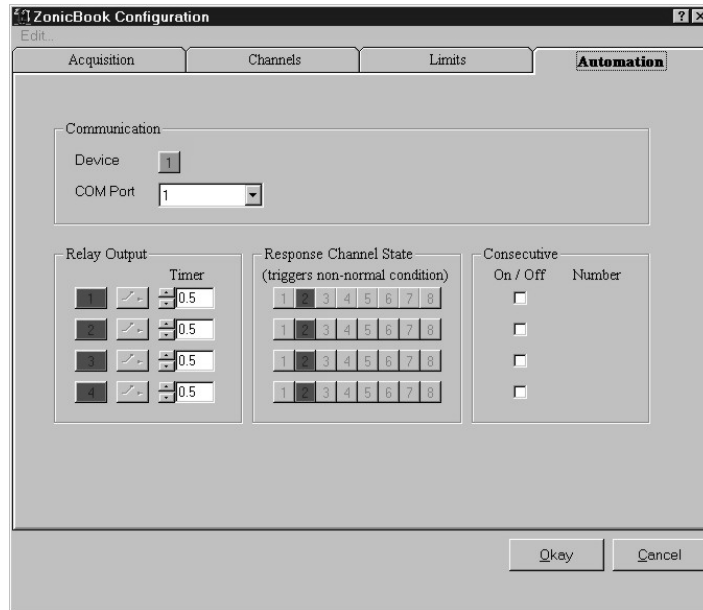 ZonicBook Configuration
Edit...
Acquisition Channels Limits Automation
Communication
Device 1
COM Port 1
Relay Output
Timer
1 0.5
2 0.5
3 0.5
4 0.5
Response Channel State
(triggers non-normal condition)
1 2 3 4 5 6 7 8
1 2 3 4 5 6 7 8
1 2 3 4 5 6 7 8
1 2 3 4 5 6 7 8
Consecutive
On / Off Number
Okay Cancel